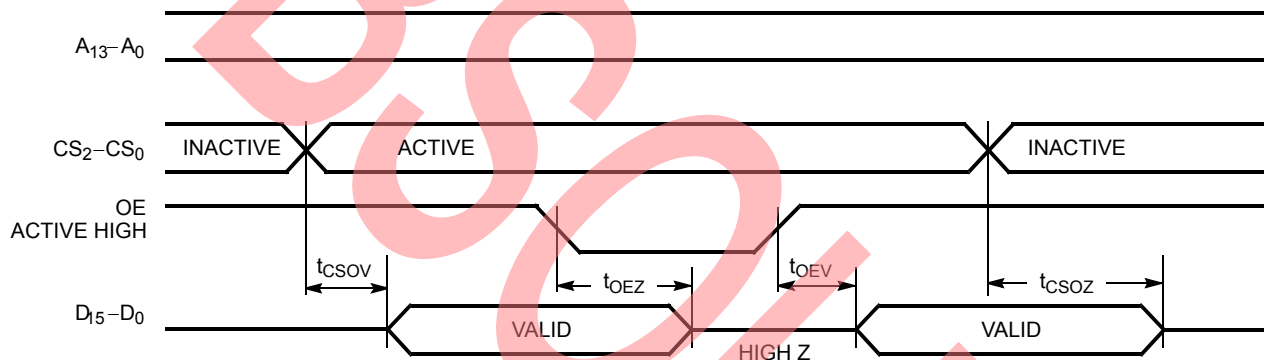 A13–A0
CS2–CS0 INACTIVE ACTIVE INACTIVE
OE
ACTIVE HIGH
tCSOV tOEZ tOEV tCSOZ
D15–D0 VALID VALID
HIGH Z